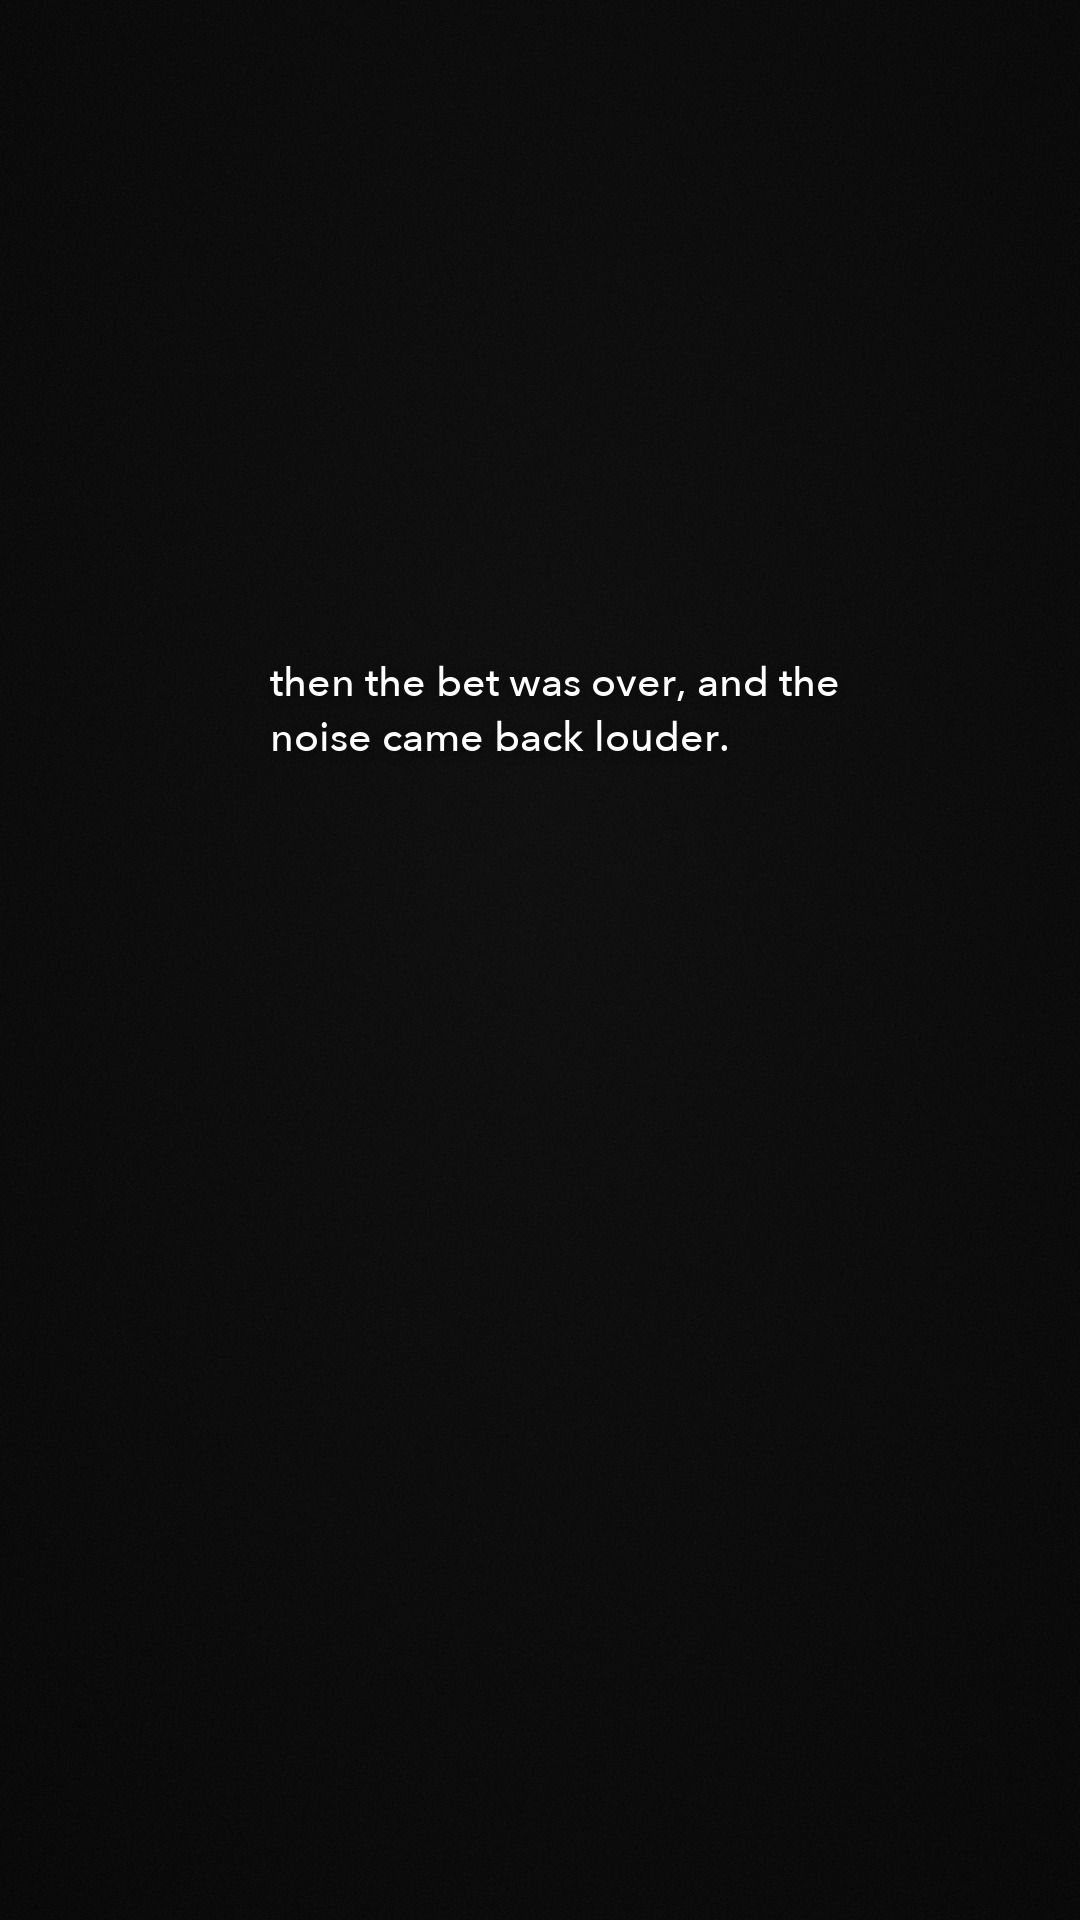 then the bet was over, and the
noise came back louder.